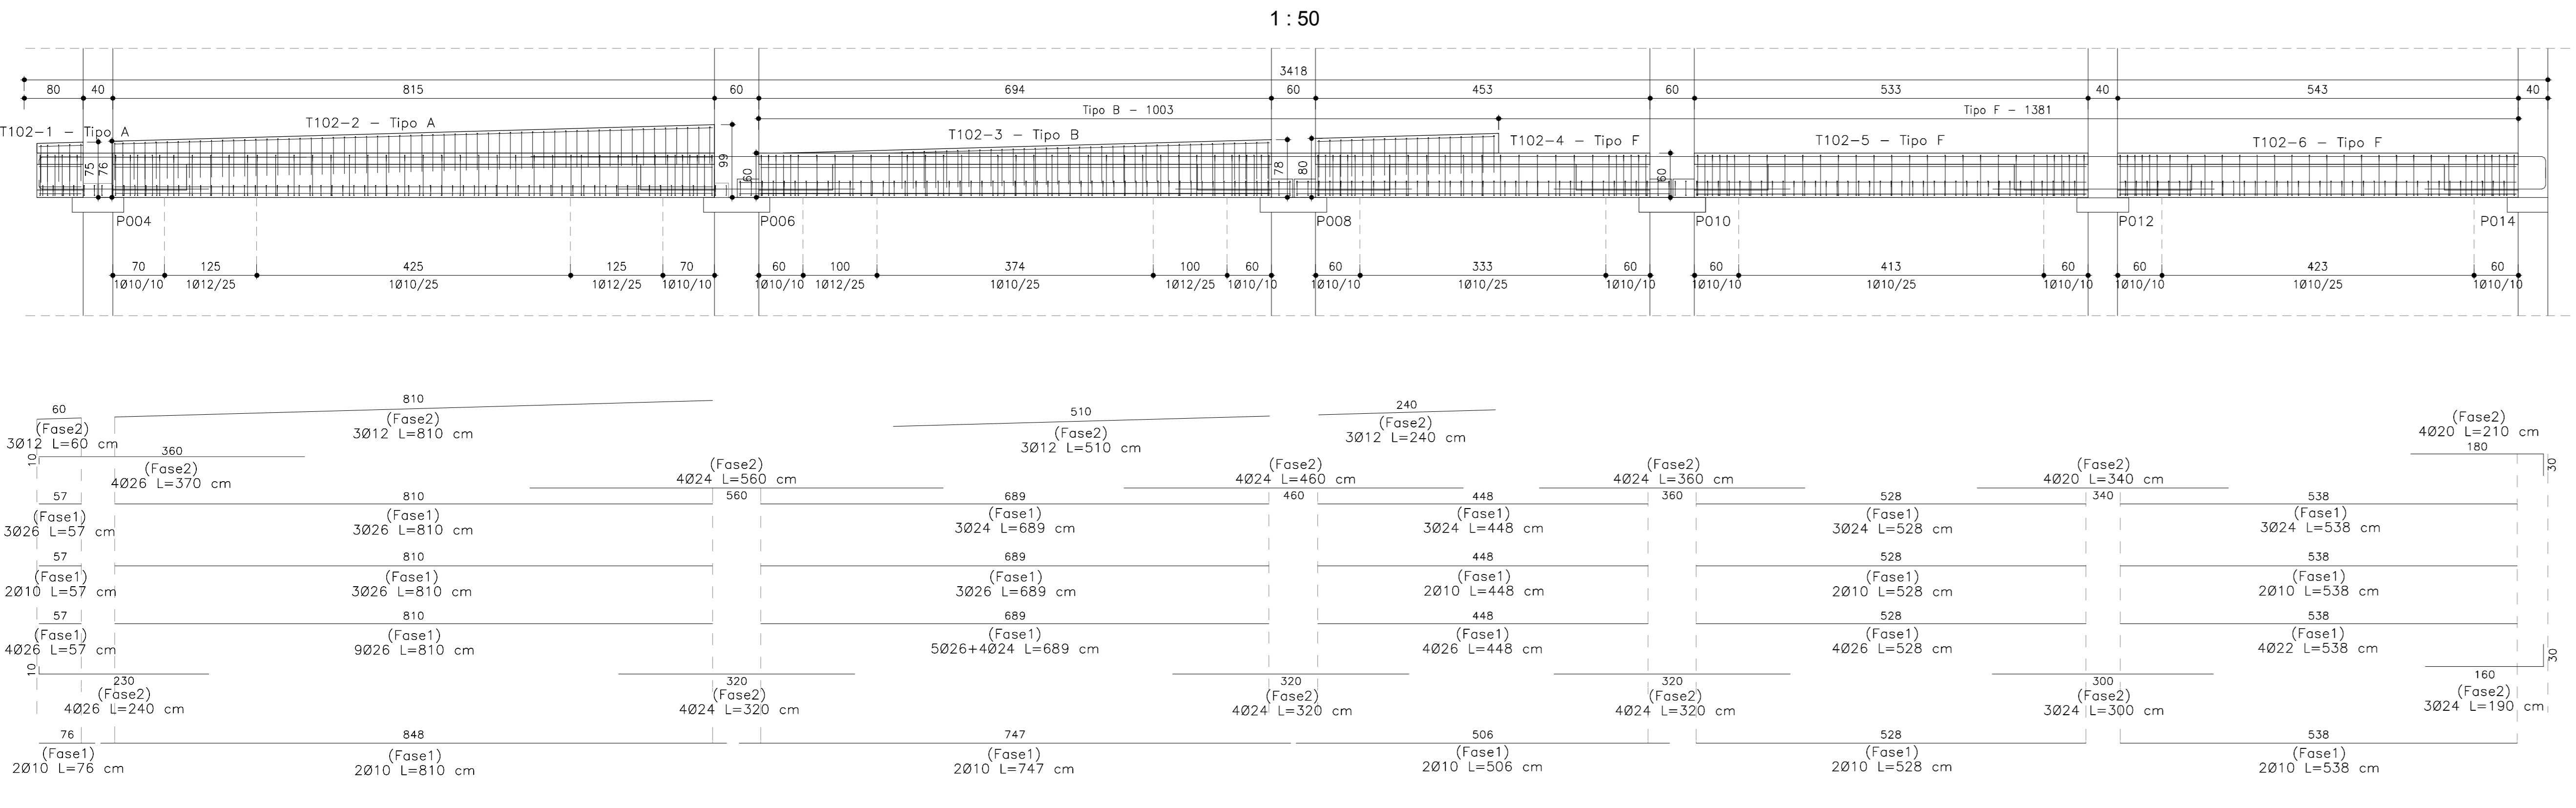 1 : 50
3418
80 40 815 60 694 60 453 60 533 40 543 40
Tipo B - 1003 Tipo F - 1381
T102-1 - Tipo A T102-2 - Tipo A T102-3 - Tipo B T102-4 - Tipo F T102-5 - Tipo F T102-6 - Tipo F
75 76 99 60 78 80 60
P004 P006 P008 P010 P012 P014
70 125 425 125 70 60 100 374 100 60 60 333 60 60 413 60 60 423 60
1Ø10/10 1Ø12/25 1Ø10/25 1Ø12/25 1Ø10/10 1Ø10/10 1Ø12/25 1Ø10/25 1Ø12/25 1Ø10/10 1Ø10/10 1Ø10/25 1Ø10/10 1Ø10/10 1Ø10/25 1Ø10/10 1Ø10/10 1Ø10/25 1Ø10/10
60 810 510 240
(Fase2) (Fase2) (Fase2) (Fase2) (Fase2)
3Ø12 L=60 cm 3Ø12 L=810 cm 3Ø12 L=510 cm 3Ø12 L=240 cm 4Ø20 L=210 cm
10 360 180 30
(Fase2) (Fase2) (Fase2) (Fase2) (Fase2)
4Ø26 L=370 cm 4Ø24 L=560 cm 4Ø24 L=460 cm 4Ø24 L=360 cm 4Ø20 L=340 cm
57 810 560 689 460 448 360 528 340 538
(Fase1) (Fase1) (Fase1) (Fase1) (Fase1) (Fase1)
3Ø26 L=57 cm 3Ø26 L=810 cm 3Ø24 L=689 cm 3Ø24 L=448 cm 3Ø24 L=528 cm 3Ø24 L=538 cm
57 810 689 448 528 538
(Fase1) (Fase1) (Fase1) (Fase1) (Fase1) (Fase1)
2Ø10 L=57 cm 3Ø26 L=810 cm 3Ø26 L=689 cm 2Ø10 L=448 cm 2Ø10 L=528 cm 2Ø10 L=538 cm
57 810 689 448 528 538
(Fase1) (Fase1) (Fase1) (Fase1) (Fase1) (Fase1)
4Ø26 L=57 cm 9Ø26 L=810 cm 5Ø26+4Ø24 L=689 cm 4Ø26 L=448 cm 4Ø26 L=528 cm 4Ø22 L=538 cm
10 230 320 320 320 300 160 30
(Fase2) (Fase2) (Fase2) (Fase2) (Fase2) (Fase2)
4Ø26 L=240 cm 4Ø24 L=320 cm 4Ø24 L=320 cm 4Ø24 L=320 cm 3Ø24 L=300 cm 3Ø24 L=190 cm
76 848 747 506 528 538
(Fase1) (Fase1) (Fase1) (Fase1) (Fase1) (Fase1)
2Ø10 L=76 cm 2Ø10 L=810 cm 2Ø10 L=747 cm 2Ø10 L=506 cm 2Ø10 L=528 cm 2Ø10 L=538 cm